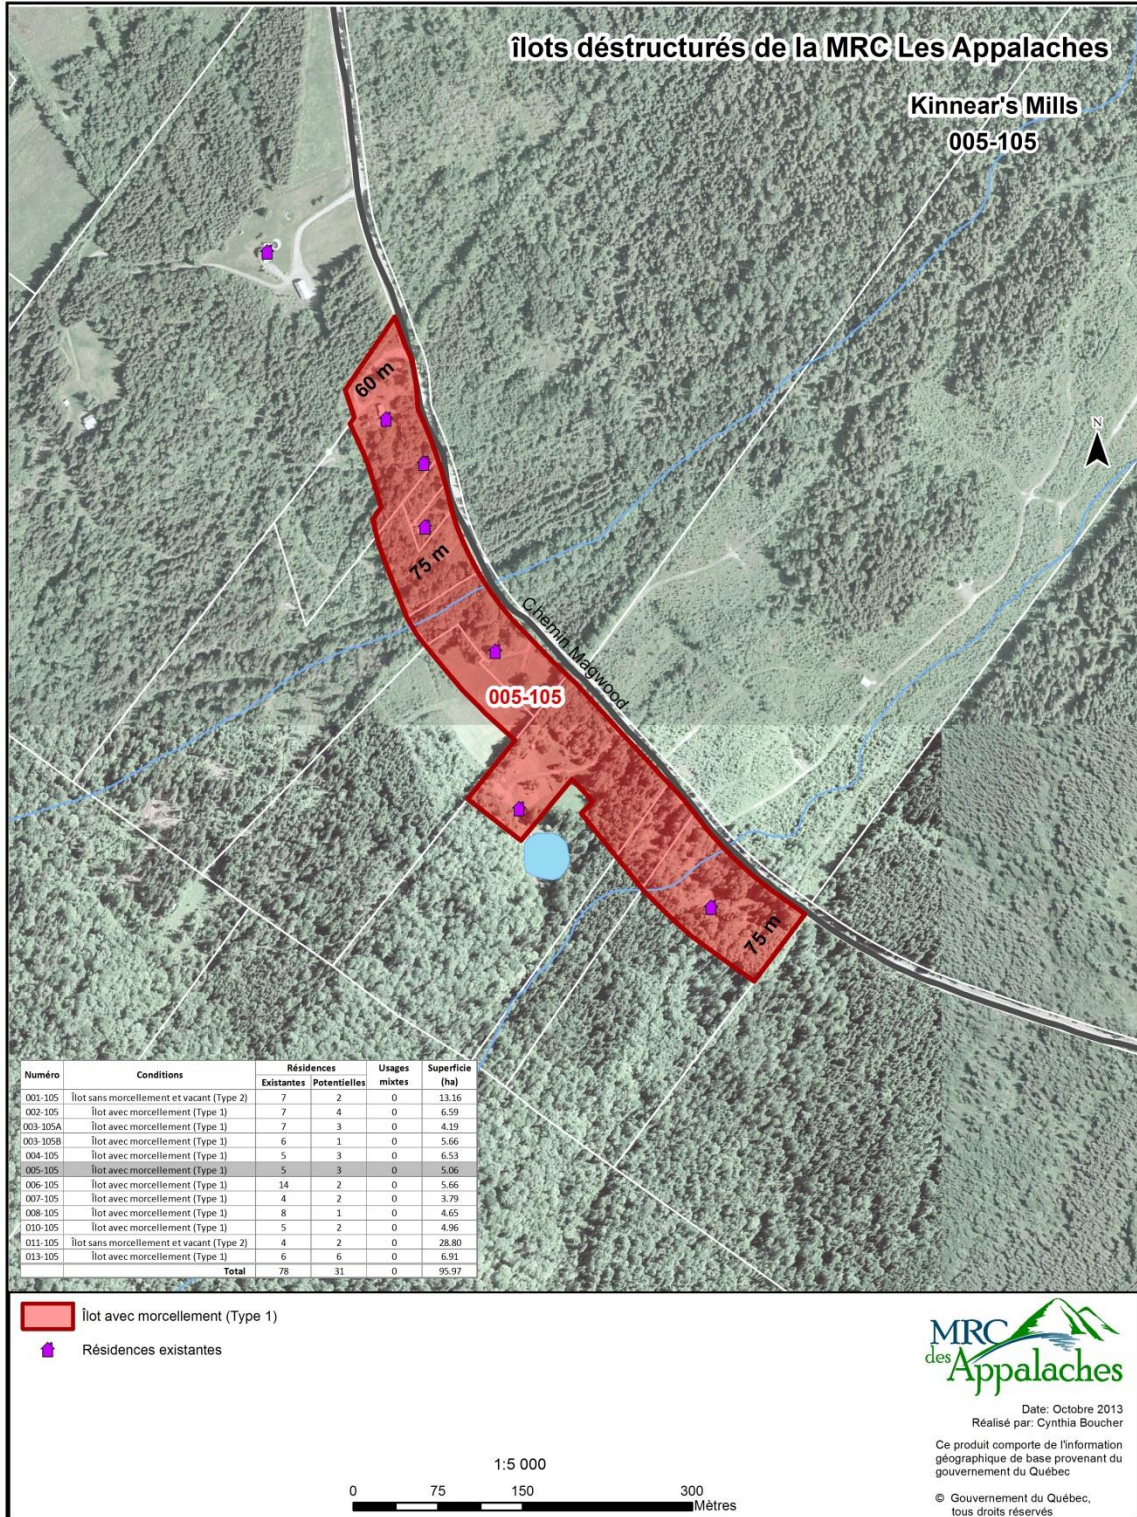 îlots déstructurés de la MRC Les Appalaches
Kinnear's Mills
005-105
N
60 m
75 m
Chemin Magwood
005-105
75 m
Numéro Conditions Résidences Usages mixtes Superficie (ha)
Existantes Potentielles
001-105 Îlot sans morcellement et vacant (Type 2) 7 2 0 13.16
002-105 Îlot avec morcellement (Type 1) 7 4 0 6.59
003-105A Îlot avec morcellement (Type 1) 7 3 0 4.19
003-105B Îlot avec morcellement (Type 1) 6 1 0 5.66
004-105 Îlot avec morcellement (Type 1) 5 3 0 6.53
005-105 Îlot avec morcellement (Type 1) 5 3 0 5.06
006-105 Îlot avec morcellement (Type 1) 14 2 0 5.66
007-105 Îlot avec morcellement (Type 1) 4 2 0 3.79
008-105 Îlot avec morcellement (Type 1) 8 1 0 4.65
010-105 Îlot avec morcellement (Type 1) 5 2 0 4.96
011-105 Îlot sans morcellement et vacant (Type 2) 4 2 0 28.80
013-105 Îlot avec morcellement (Type 1) 6 6 0 6.91
Total 78 31 0 95.97
Îlot avec morcellement (Type 1)
Résidences existantes
1:5 000
0 75 150 300
Mètres
MRC
des Appalaches
Date: Octobre 2013
Réalisé par: Cynthia Boucher
Ce produit comporte de l'information
géographique de base provenant du
gouvernement du Québec
© Gouvernement du Québec,
tous droits réservés